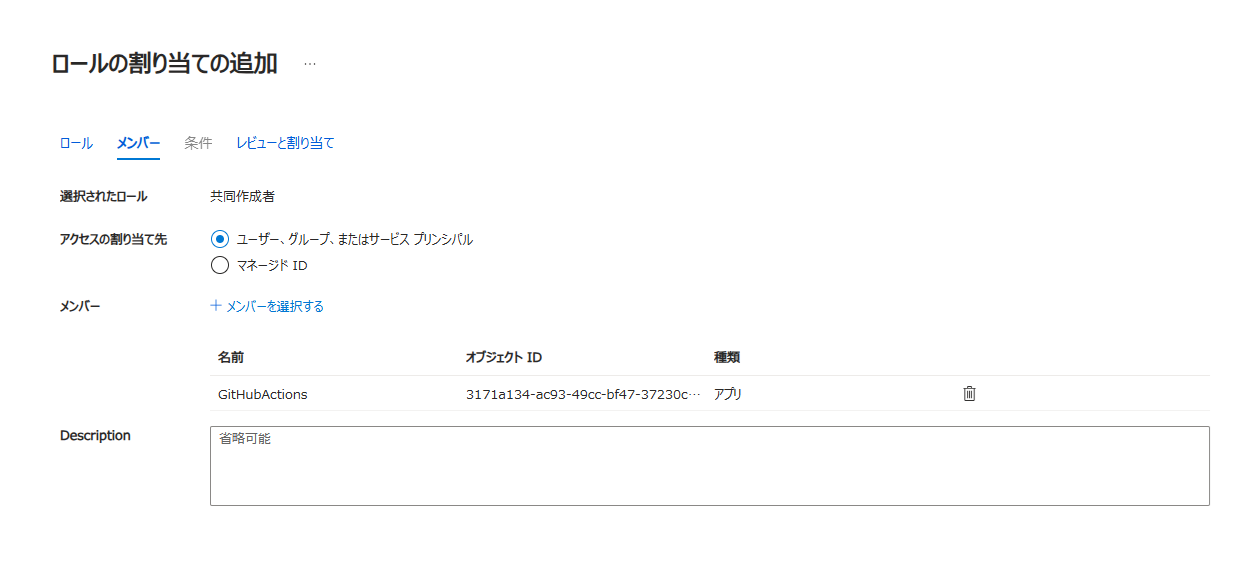 ロールの割り当ての追加 …
ロール メンバー 条件 レビューと割り当て
選択されたロール 共同作成者
アクセスの割り当て先 ユーザー、グループ、またはサービス プリンシパル
マネージド ID
メンバー + メンバーを選択する
名前 オブジェクト ID 種類
GitHubActions 3171a134-ac93-49cc-bf47-37230c… アプリ
Description 省略可能